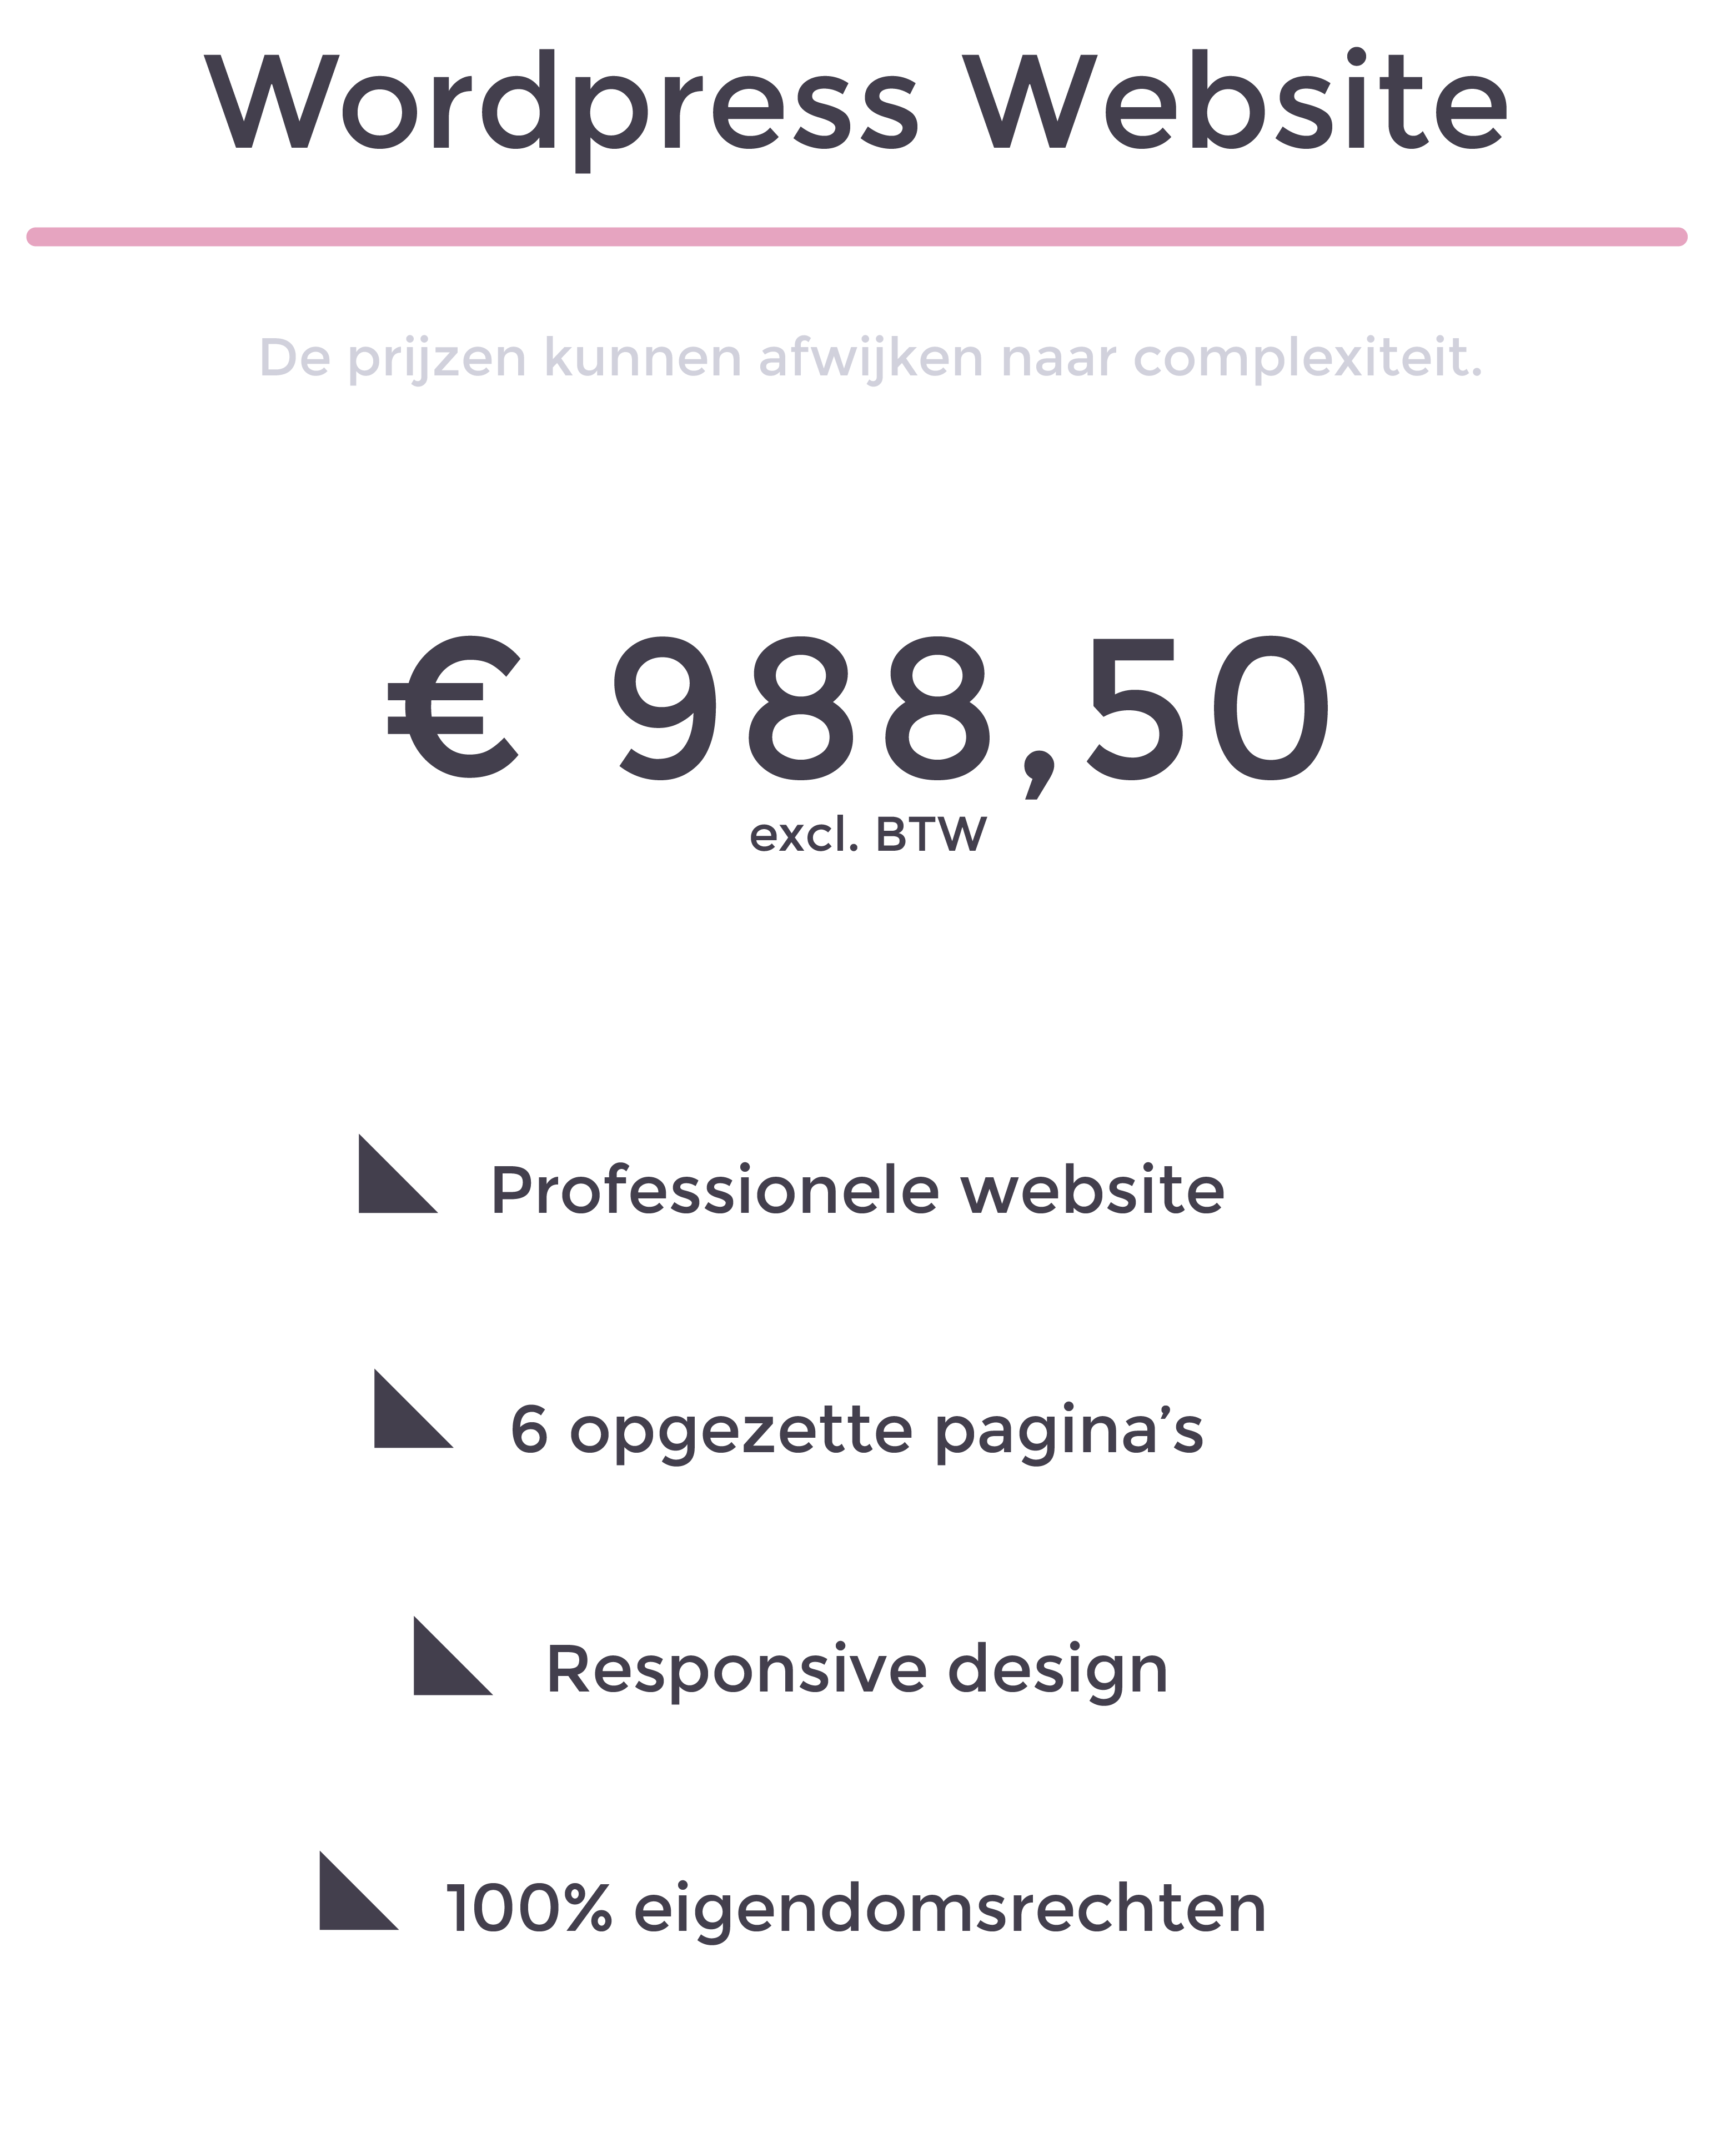 Wordpress Website
De prijzen kunnen afwijken naar complexiteit.
€ 988,50
excl. BTW
Professionele website
6 opgezette pagina's
Responsive design
100% eigendomsrechten